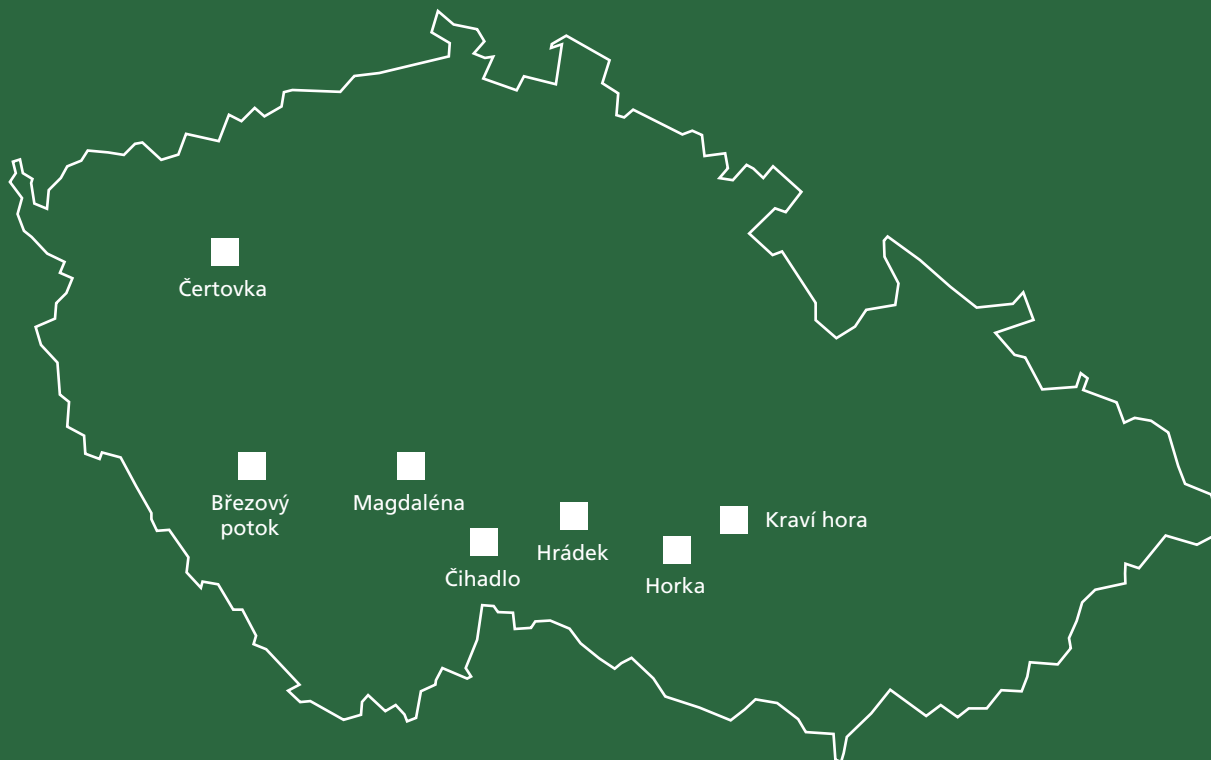 Čertovka
Březový
potok
Magdaléna
Čihadlo
Hrádek
Horka
Kraví hora